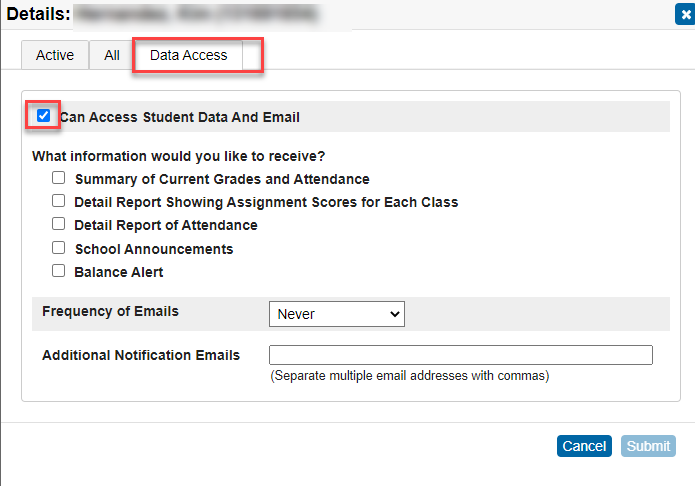 Details:
Active All Data Access
Can Access Student Data And Email
What information would you like to receive?
Summary of Current Grades and Attendance
Detail Report Showing Assignment Scores for Each Class
Detail Report of Attendance
School Announcements
Balance Alert
Frequency of Emails Never
Additional Notification Emails
(Separate multiple email addresses with commas)
Cancel Submit